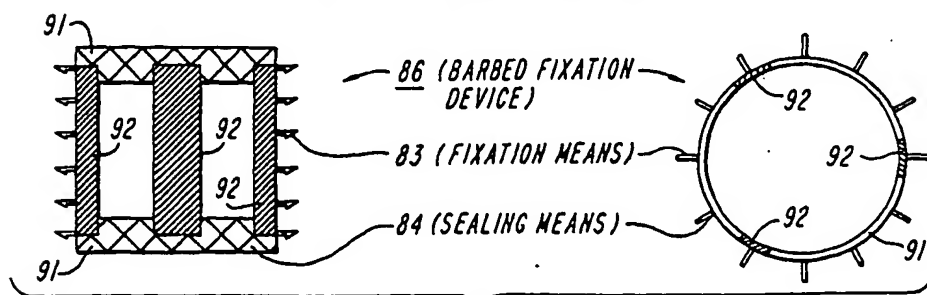 91
86 (BARBED FIXATION
DEVICE)
92
92
92
83 (FIXATION MEANS)
92
92
84 (SEALING MEANS)
92
91
91